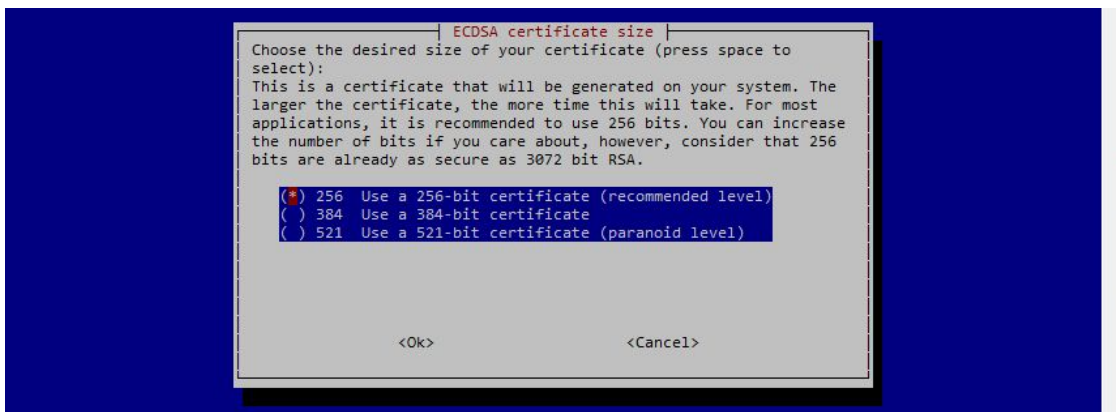 ECDSA certificate size
Choose the desired size of your certificate (press space to
select):
This is a certificate that will be generated on your system. The
larger the certificate, the more time this will take. For most
applications, it is recommended to use 256 bits. You can increase
the number of bits if you care about, however, consider that 256
bits are already as secure as 3072 bit RSA.
(*) 256  Use a 256-bit certificate (recommended level)
( ) 384  Use a 384-bit certificate
( ) 521  Use a 521-bit certificate (paranoid level)
<Ok> <Cancel>